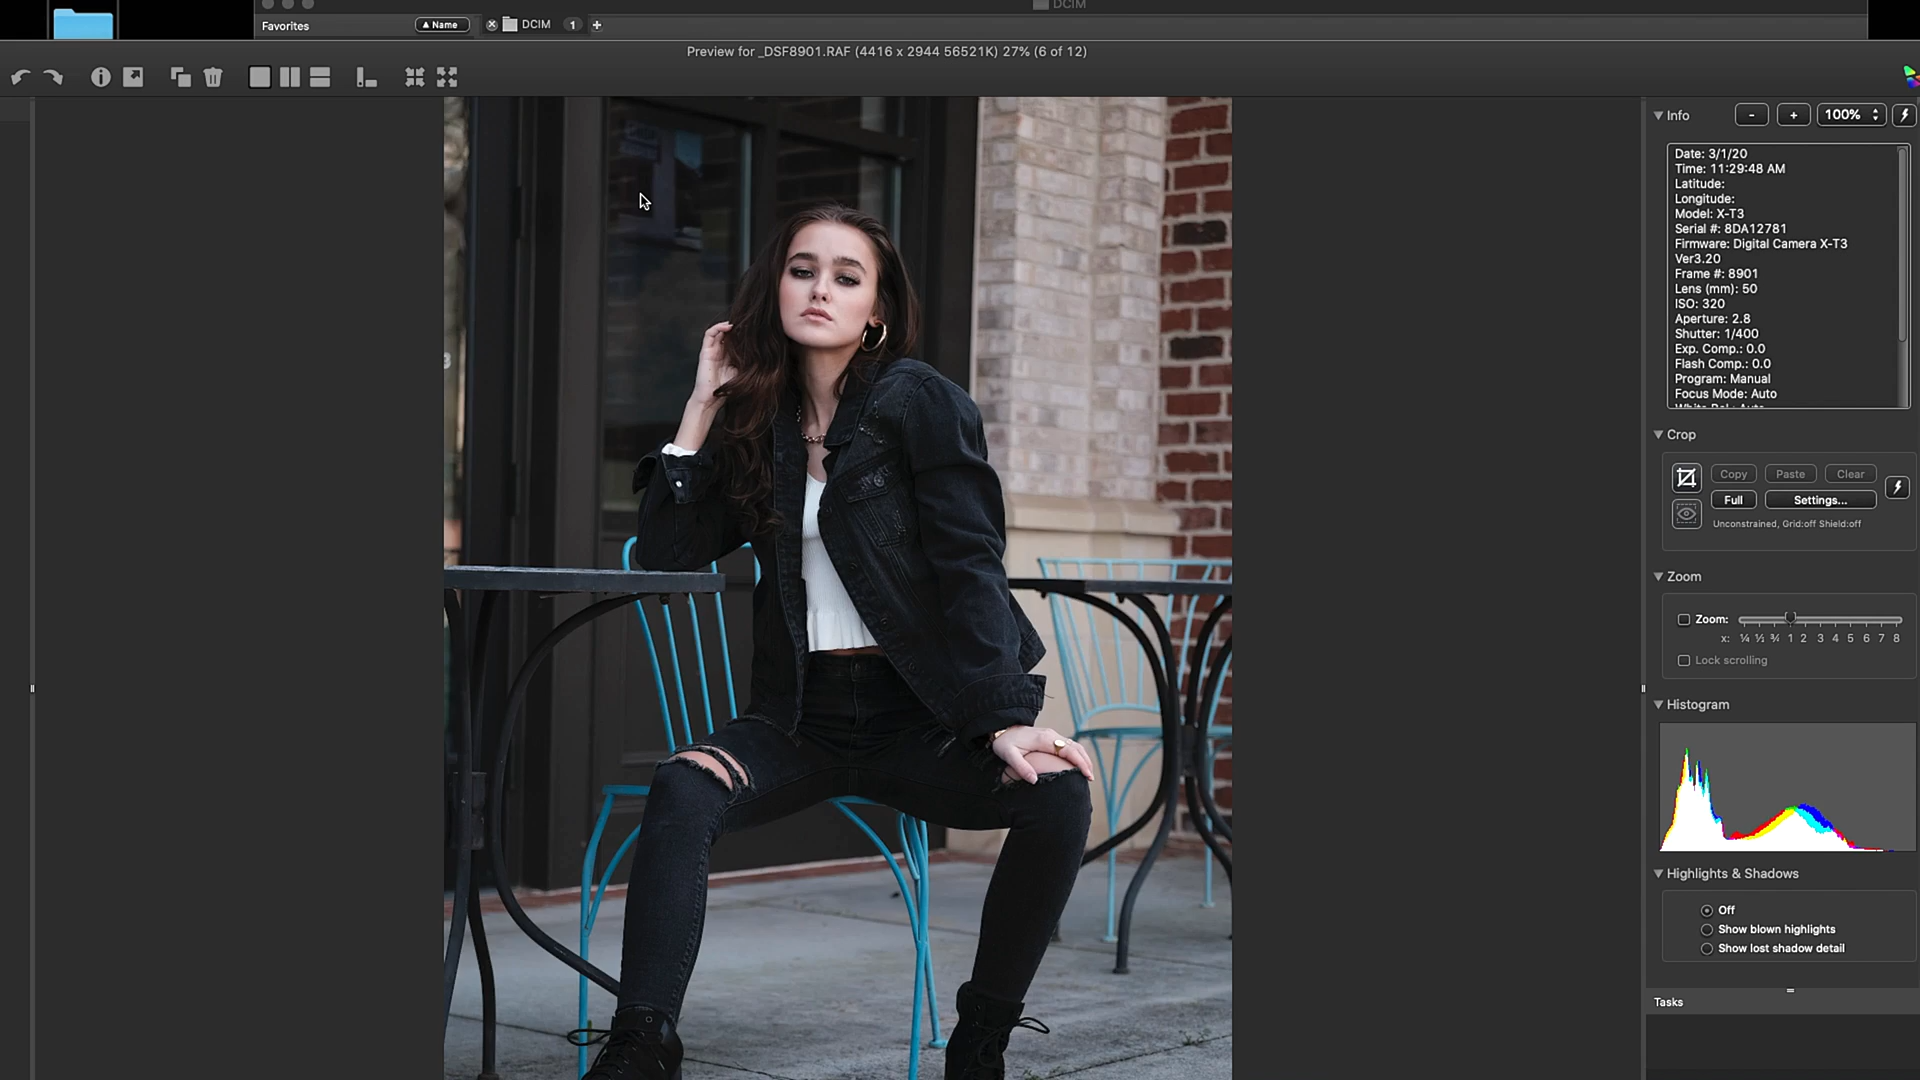 DCIM
Favorites
▲ Name
DCIM 1 +
Preview for _DSF8901.RAF (4416 x 2944 56521K) 27% (6 of 12)
Info - + 100%
Date: 3/1/20
Time: 11:29:48 AM
Latitude:
Longitude:
Model: X-T3
Serial #: 8DA12781
Firmware: Digital Camera X-T3
Ver3.20
Frame #: 8901
Lens (mm): 50
ISO: 320
Aperture: 2.8
Shutter: 1/400
Exp. Comp.: 0.0
Flash Comp.: 0.0
Program: Manual
Focus Mode: Auto
White Bal.: Auto
Crop
Copy Paste Clear
Full Settings...
Unconstrained, Grid:off Shield:off
Zoom
Zoom:
x: ¼ ½ ¾ 1 2 3 4 5 6 7 8
Lock scrolling
Histogram
Highlights & Shadows
Off
Show blown highlights
Show lost shadow detail
Tasks